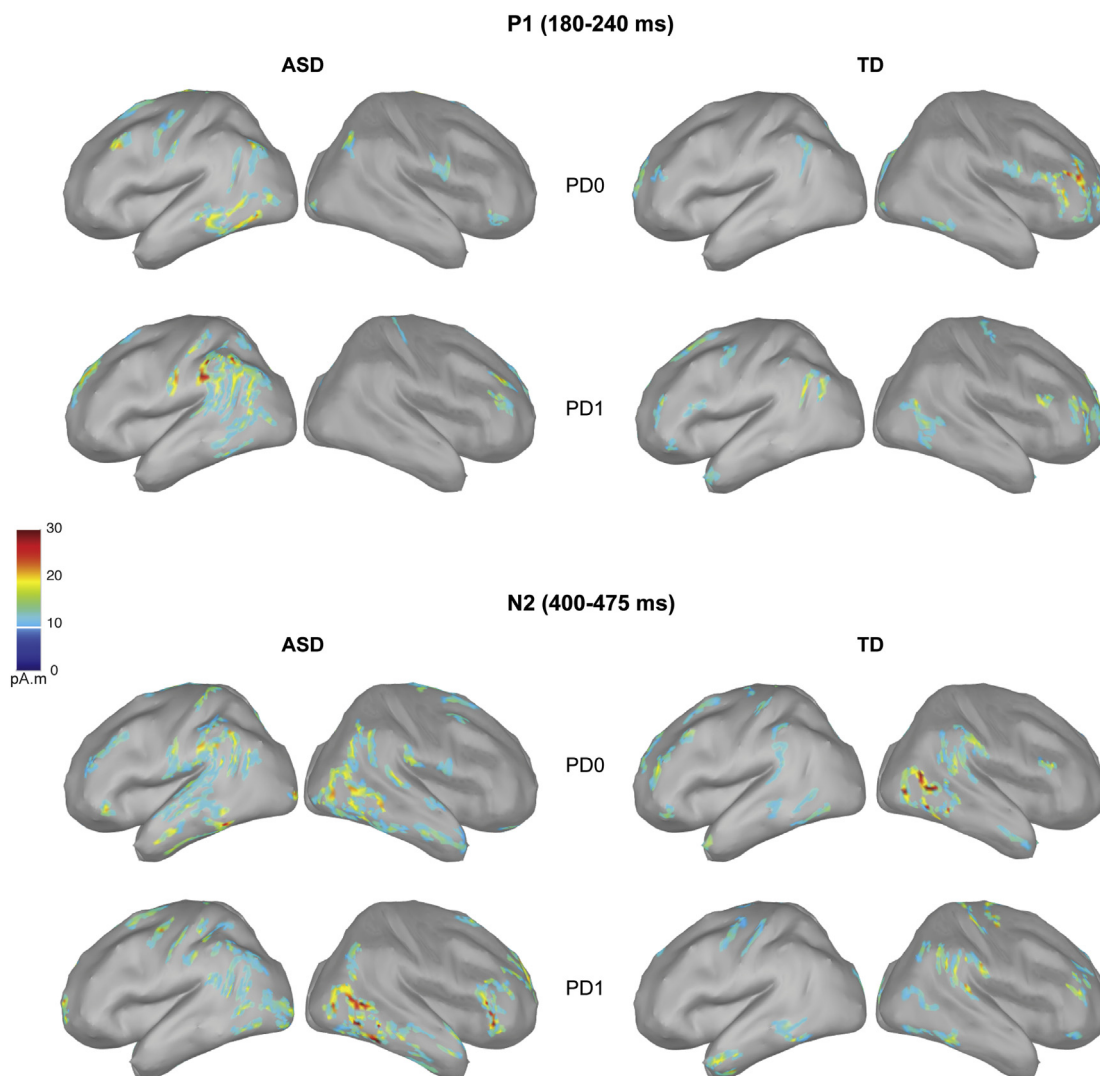 P1 (180-240 ms)
ASD TD
PD0
PD1
30
20
10
0
pA.m
N2 (400-475 ms)
ASD TD
PD0
PD1